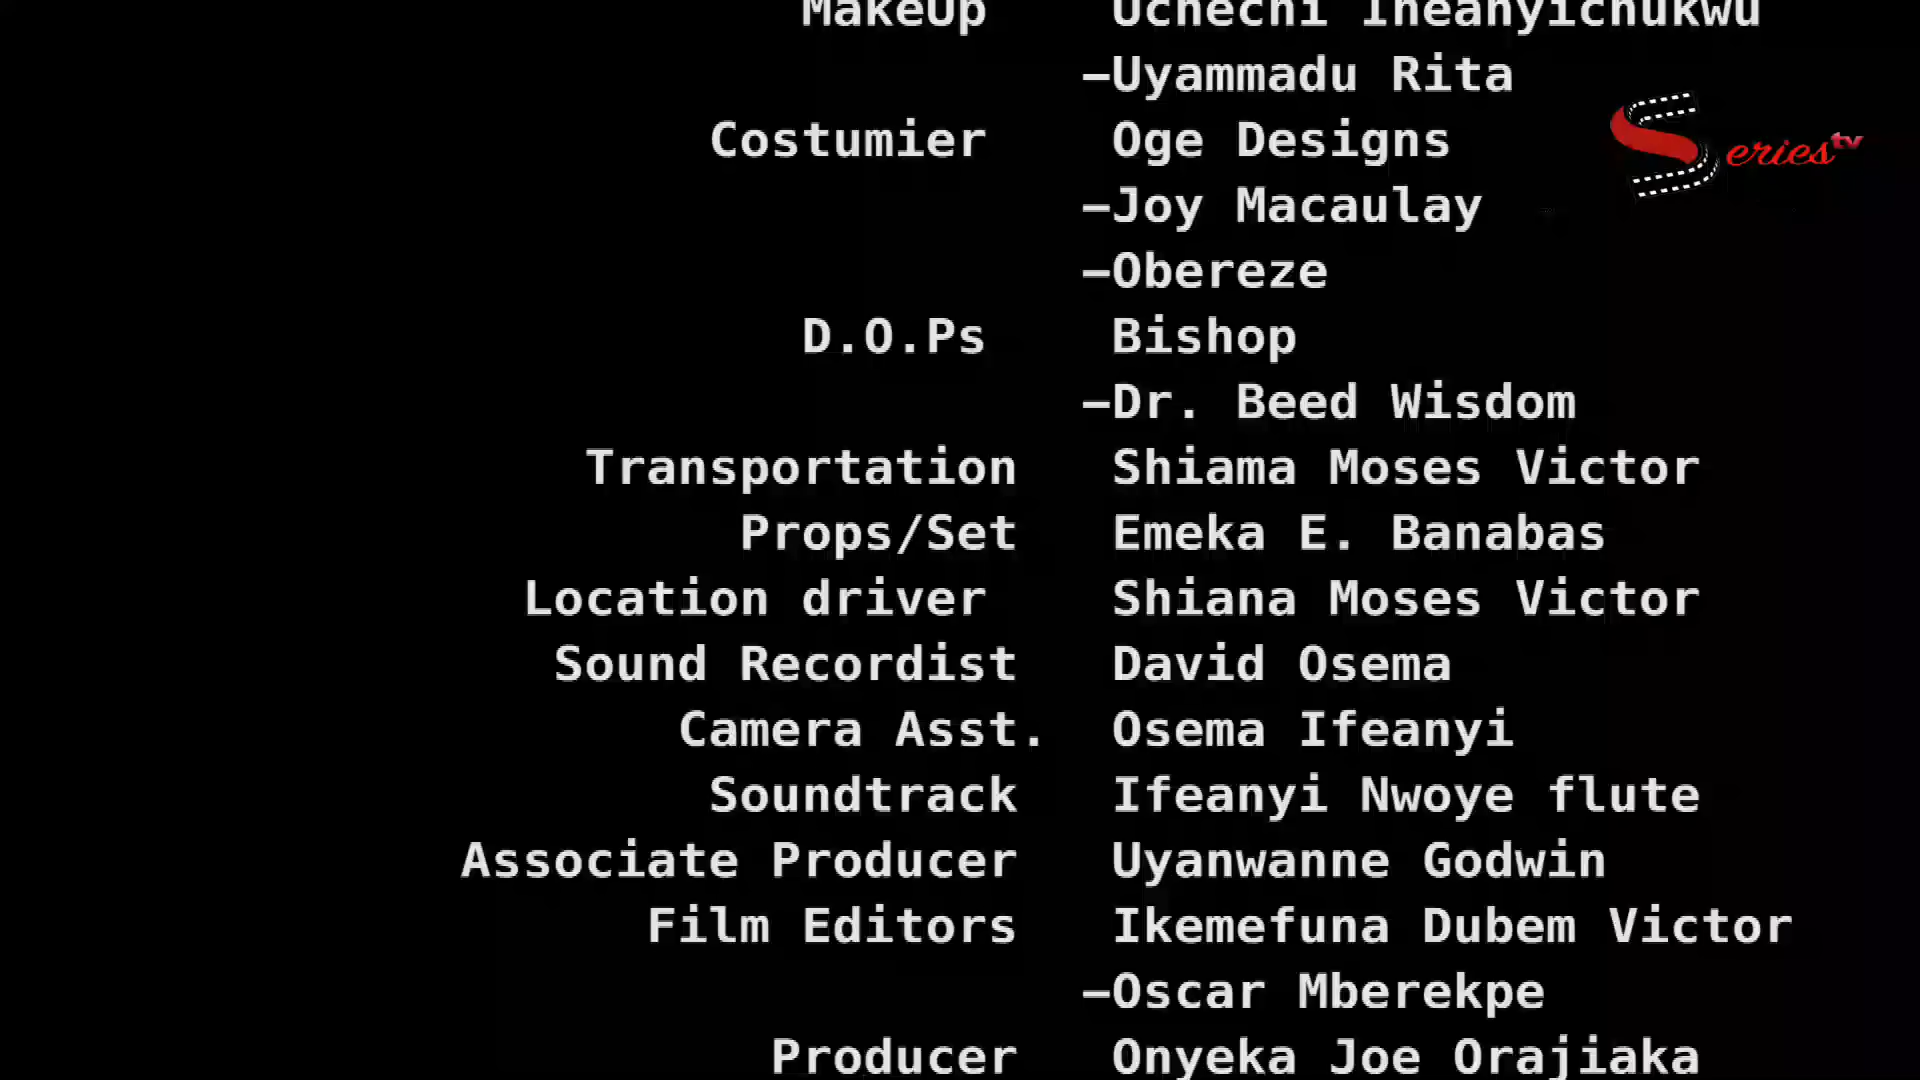 MakeUp Uchechi Iheanyichukwu
–Uyammadu Rita
Costumier Oge Designs
Series tv
–Joy Macaulay
–Obereze
D.O.Ps Bishop
–Dr. Beed Wisdom
Transportation Shiama Moses Victor
Props/Set Emeka E. Banabas
Location driver Shiana Moses Victor
Sound Recordist David Osema
Camera Asst. Osema Ifeanyi
Soundtrack Ifeanyi Nwoye flute
Associate Producer Uyanwanne Godwin
Film Editors Ikemefuna Dubem Victor
–Oscar Mberekpe
Producer Onyeka Joe Orajiaka